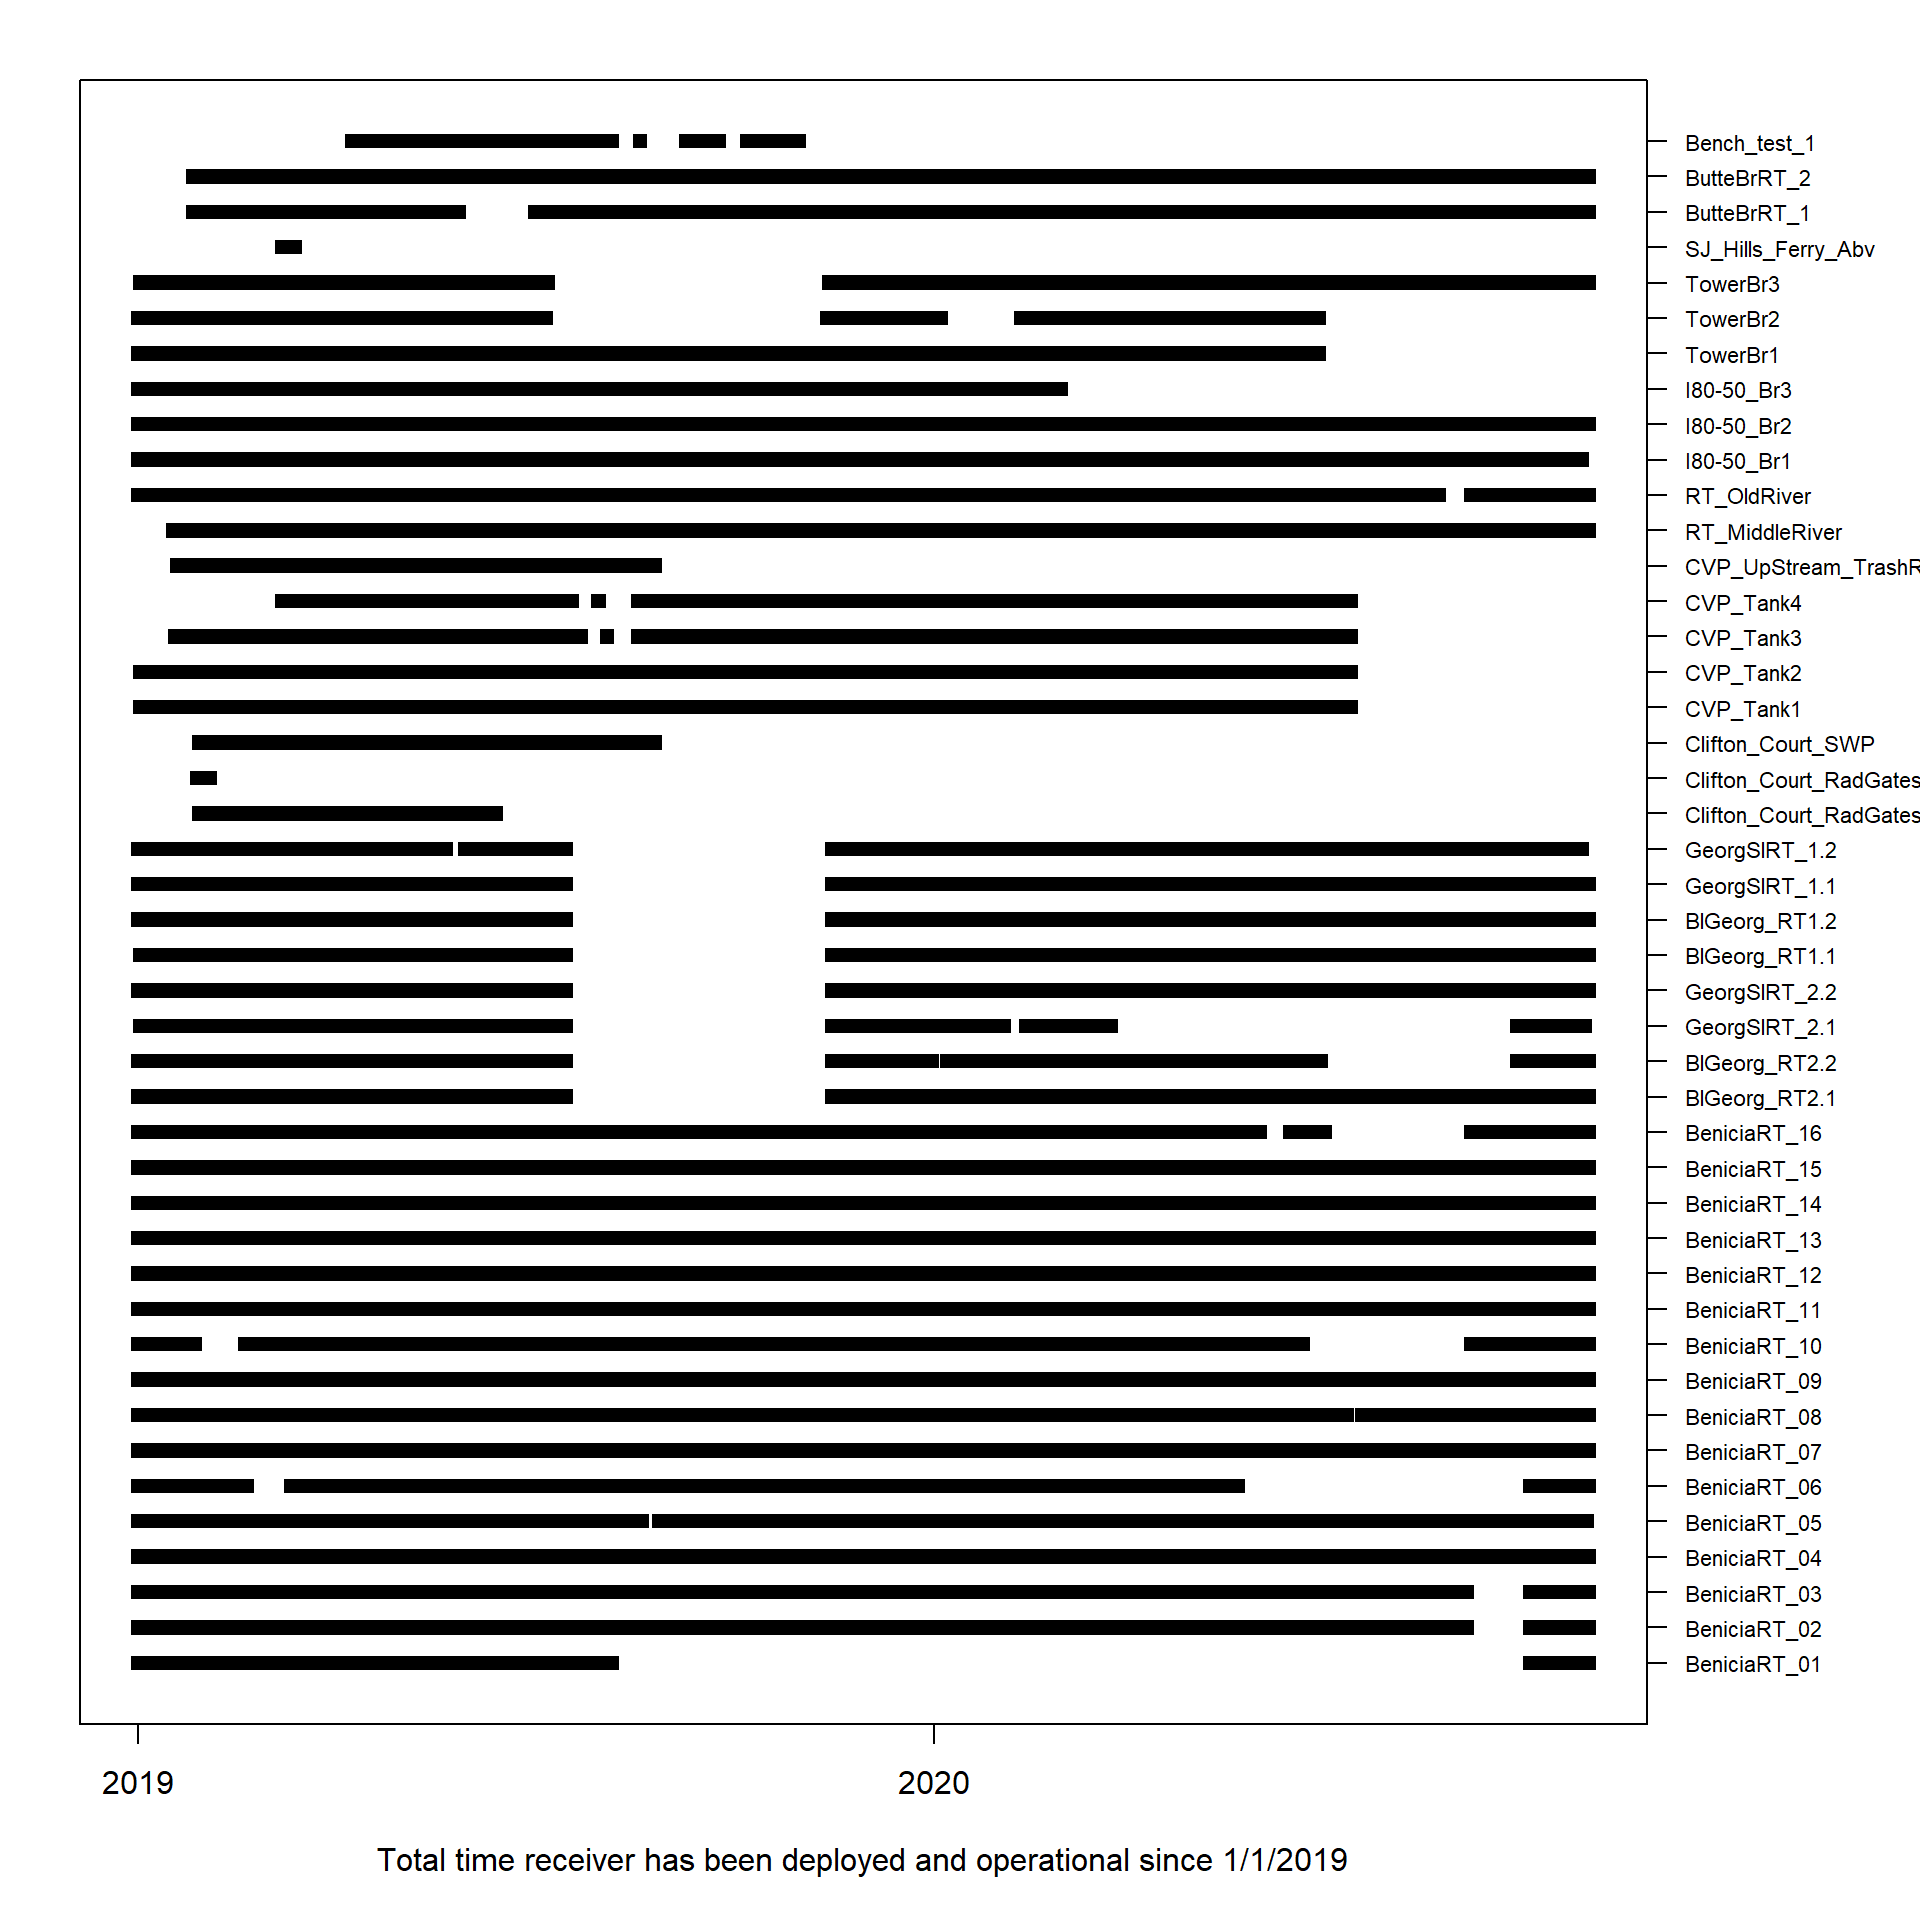 Bench_test_1
ButteBrRT_2
ButteBrRT_1
SJ_Hills_Ferry_Abv
TowerBr3
TowerBr2
TowerBr1
I80-50_Br3
I80-50_Br2
I80-50_Br1
RT_OldRiver
RT_MiddleRiver
CVP_UpStream_TrashR
CVP_Tank4
CVP_Tank3
CVP_Tank2
CVP_Tank1
Clifton_Court_SWP
Clifton_Court_RadGates
Clifton_Court_RadGates
GeorgSlRT_1.2
GeorgSlRT_1.1
BlGeorg_RT1.2
BlGeorg_RT1.1
GeorgSlRT_2.2
GeorgSlRT_2.1
BlGeorg_RT2.2
BlGeorg_RT2.1
BeniciaRT_16
BeniciaRT_15
BeniciaRT_14
BeniciaRT_13
BeniciaRT_12
BeniciaRT_11
BeniciaRT_10
BeniciaRT_09
BeniciaRT_08
BeniciaRT_07
BeniciaRT_06
BeniciaRT_05
BeniciaRT_04
BeniciaRT_03
BeniciaRT_02
BeniciaRT_01
2019 2020
Total time receiver has been deployed and operational since 1/1/2019